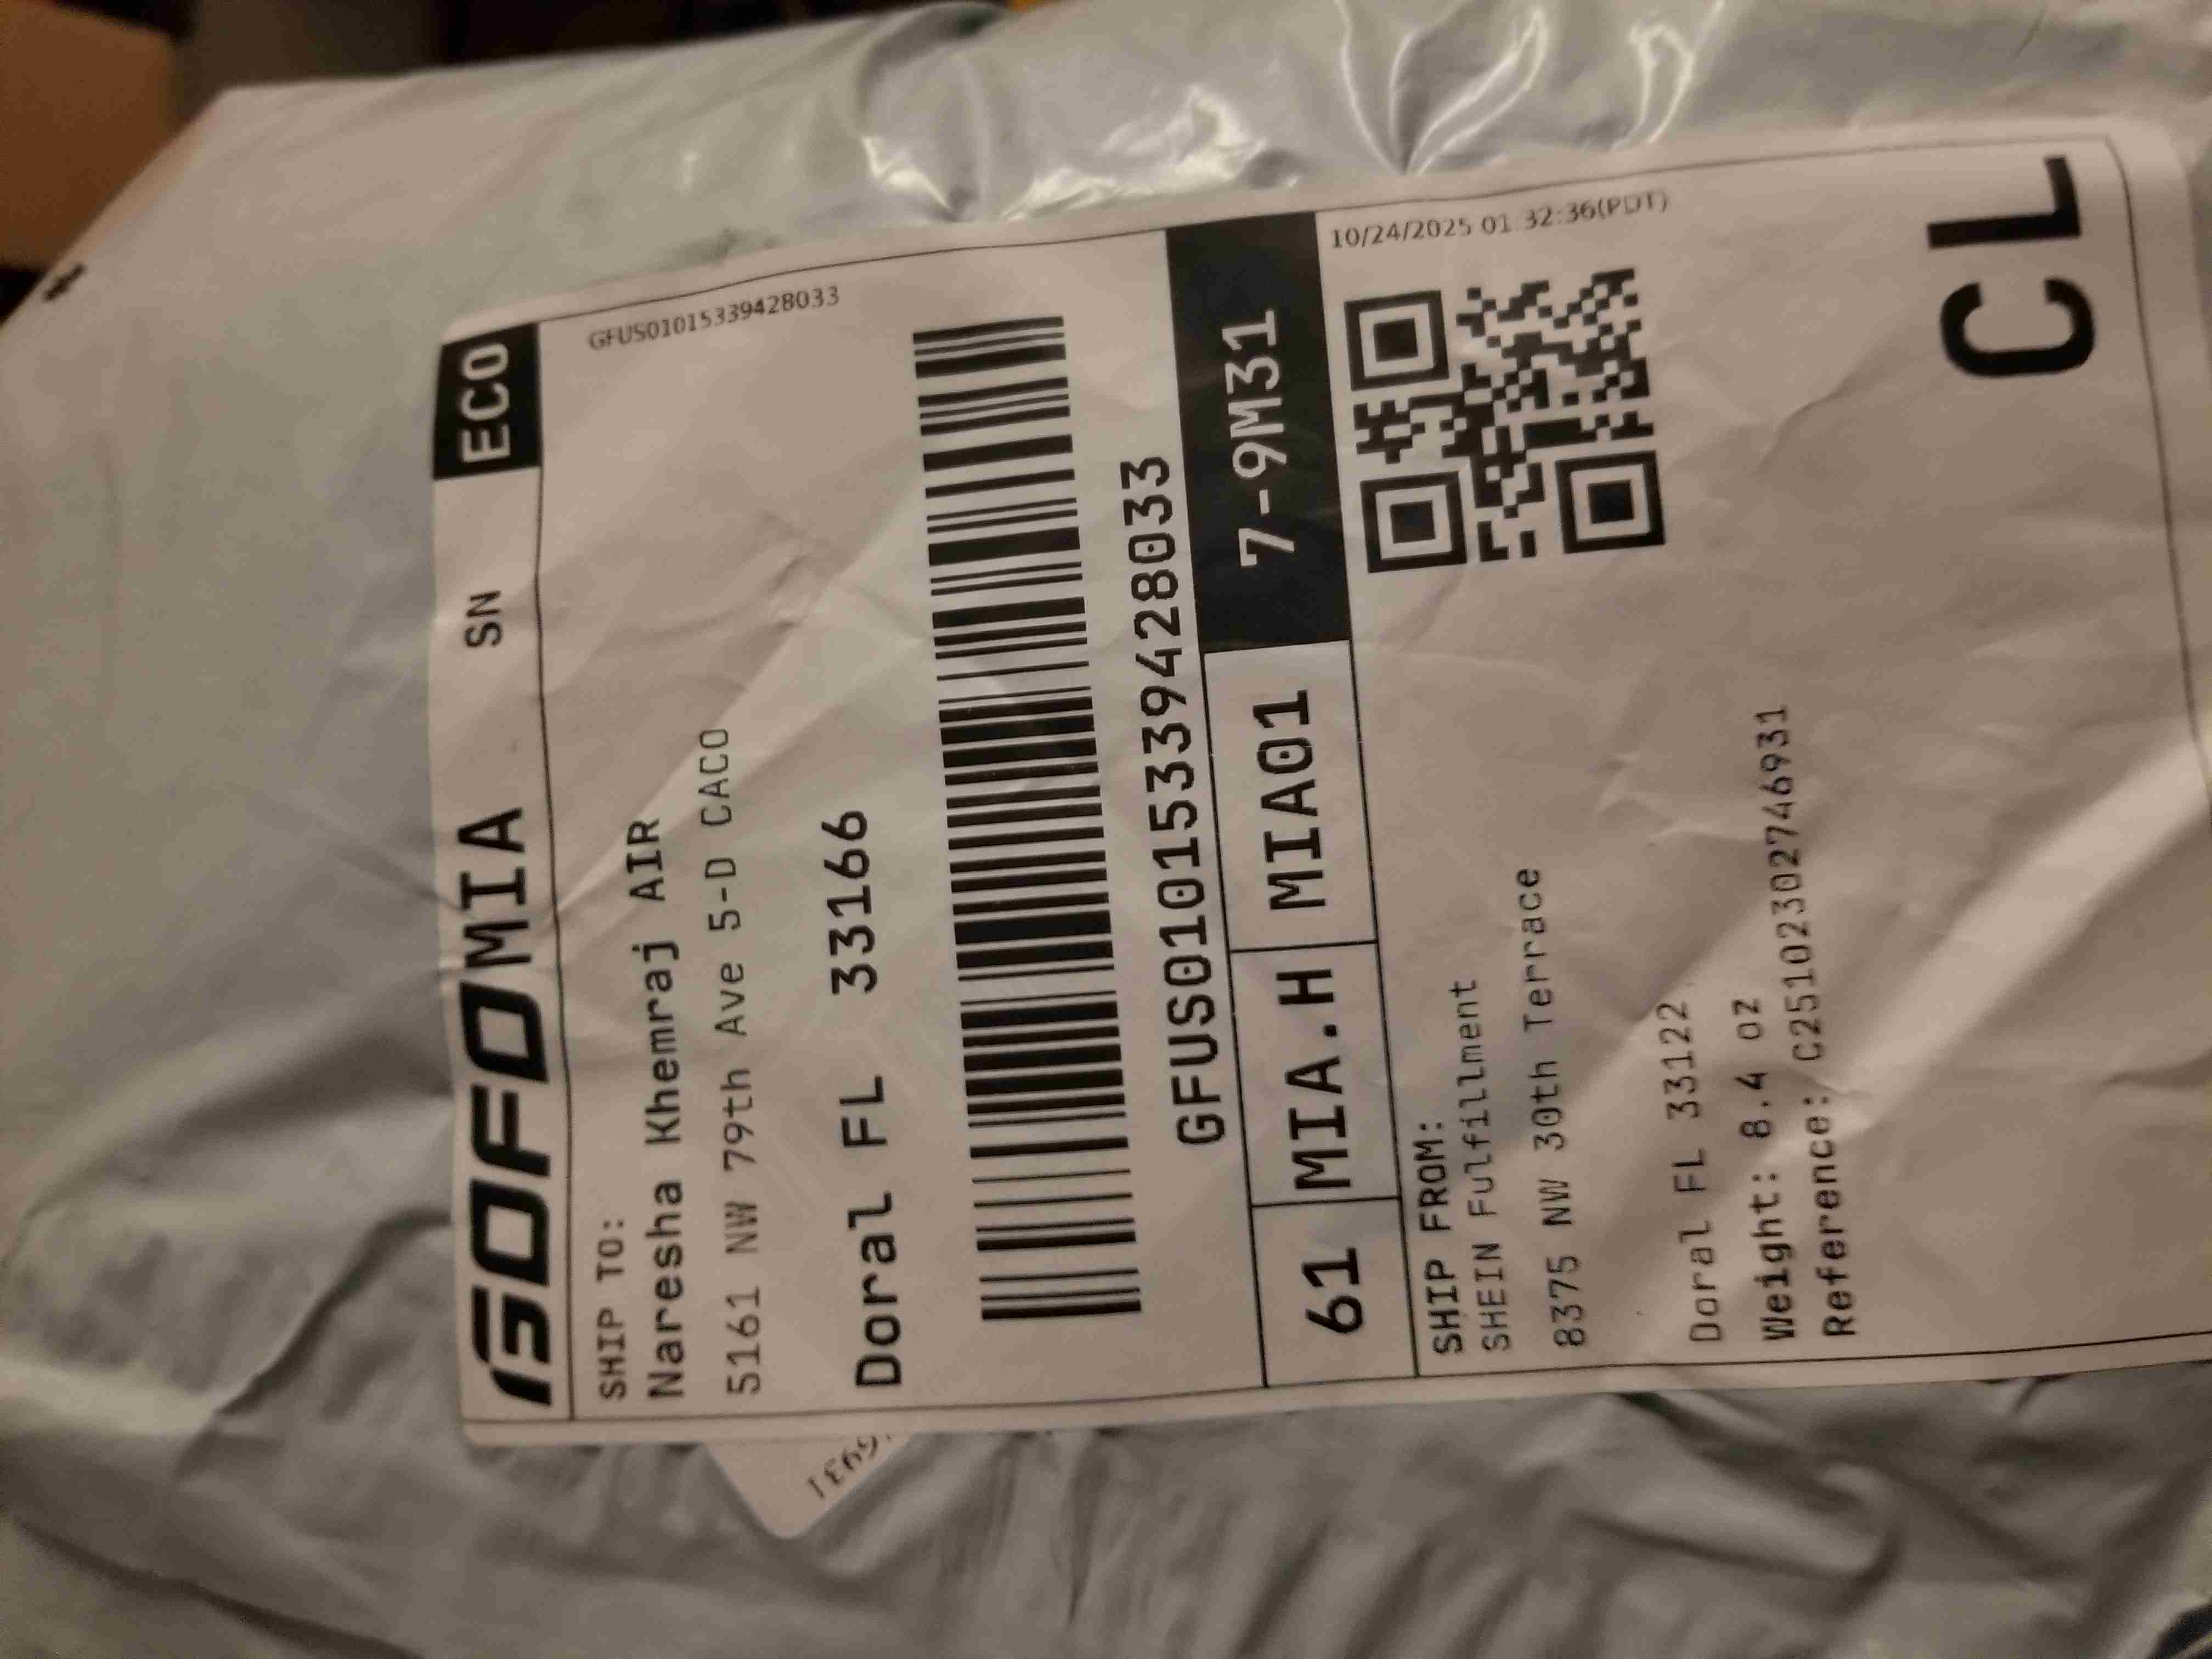 GOFO MIA SN ECO
GFUS01015339428033
SHIP TO:
Naresha Khemraj AIR
5161 NW 79th Ave 5-D CACO
Doral FL 33166
GFUS01015339428033
61 MIA.H MIA01 7-9M31
10/24/2025 01:32:36(PDT)
SHIP FROM:
SHEIN Fulfillment
8375 NW 30th Terrace
Doral FL 33122
Weight: 8.4 oz
Reference: C25102302746931
CL
6931